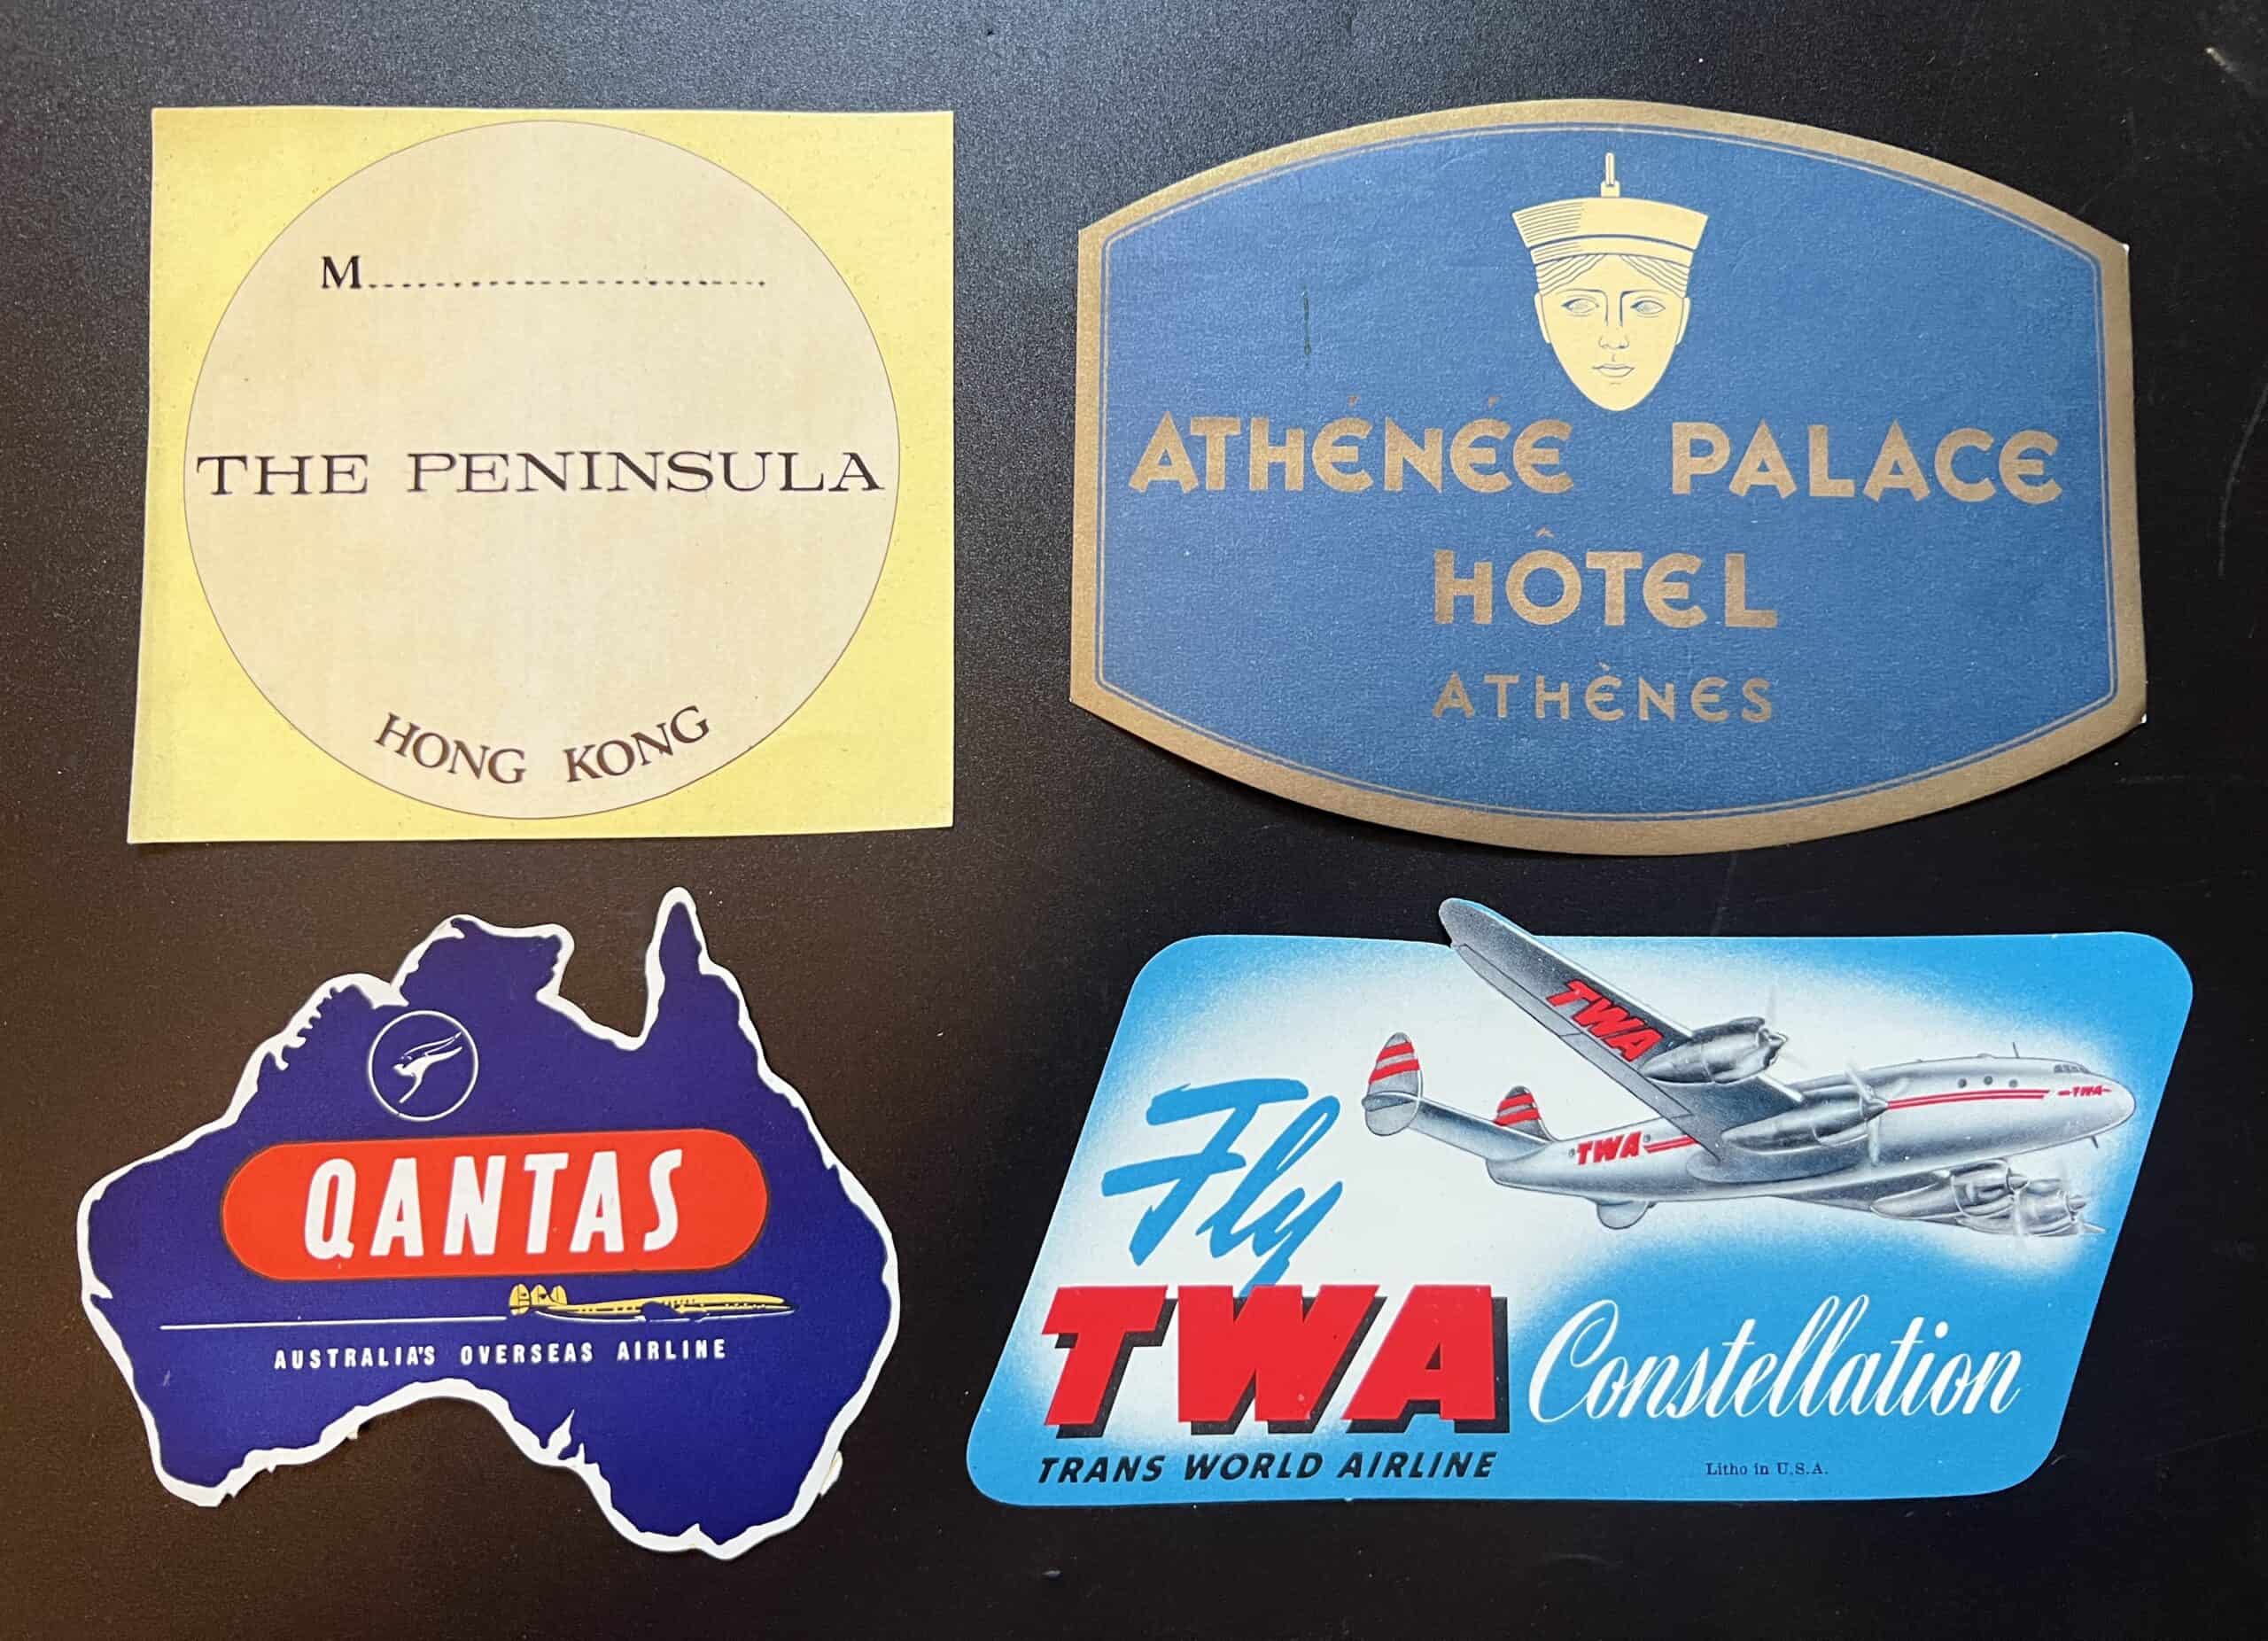 M..............................
THE PENINSULA
HONG KONG
ATHÉNÉE PALACE
HÔTEL
ATHÈNES
QANTAS
AUSTRALIA'S OVERSEAS AIRLINE
TWA
TWA
TWA
Fly
TWA Constellation
TRANS WORLD AIRLINE
Litho in U.S.A.